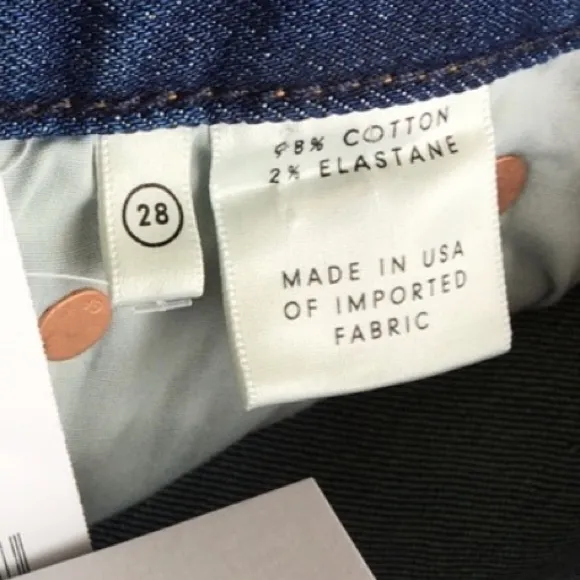 28
98% COTTON
2% ELASTANE
MADE IN USA
OF IMPORTED
FABRIC